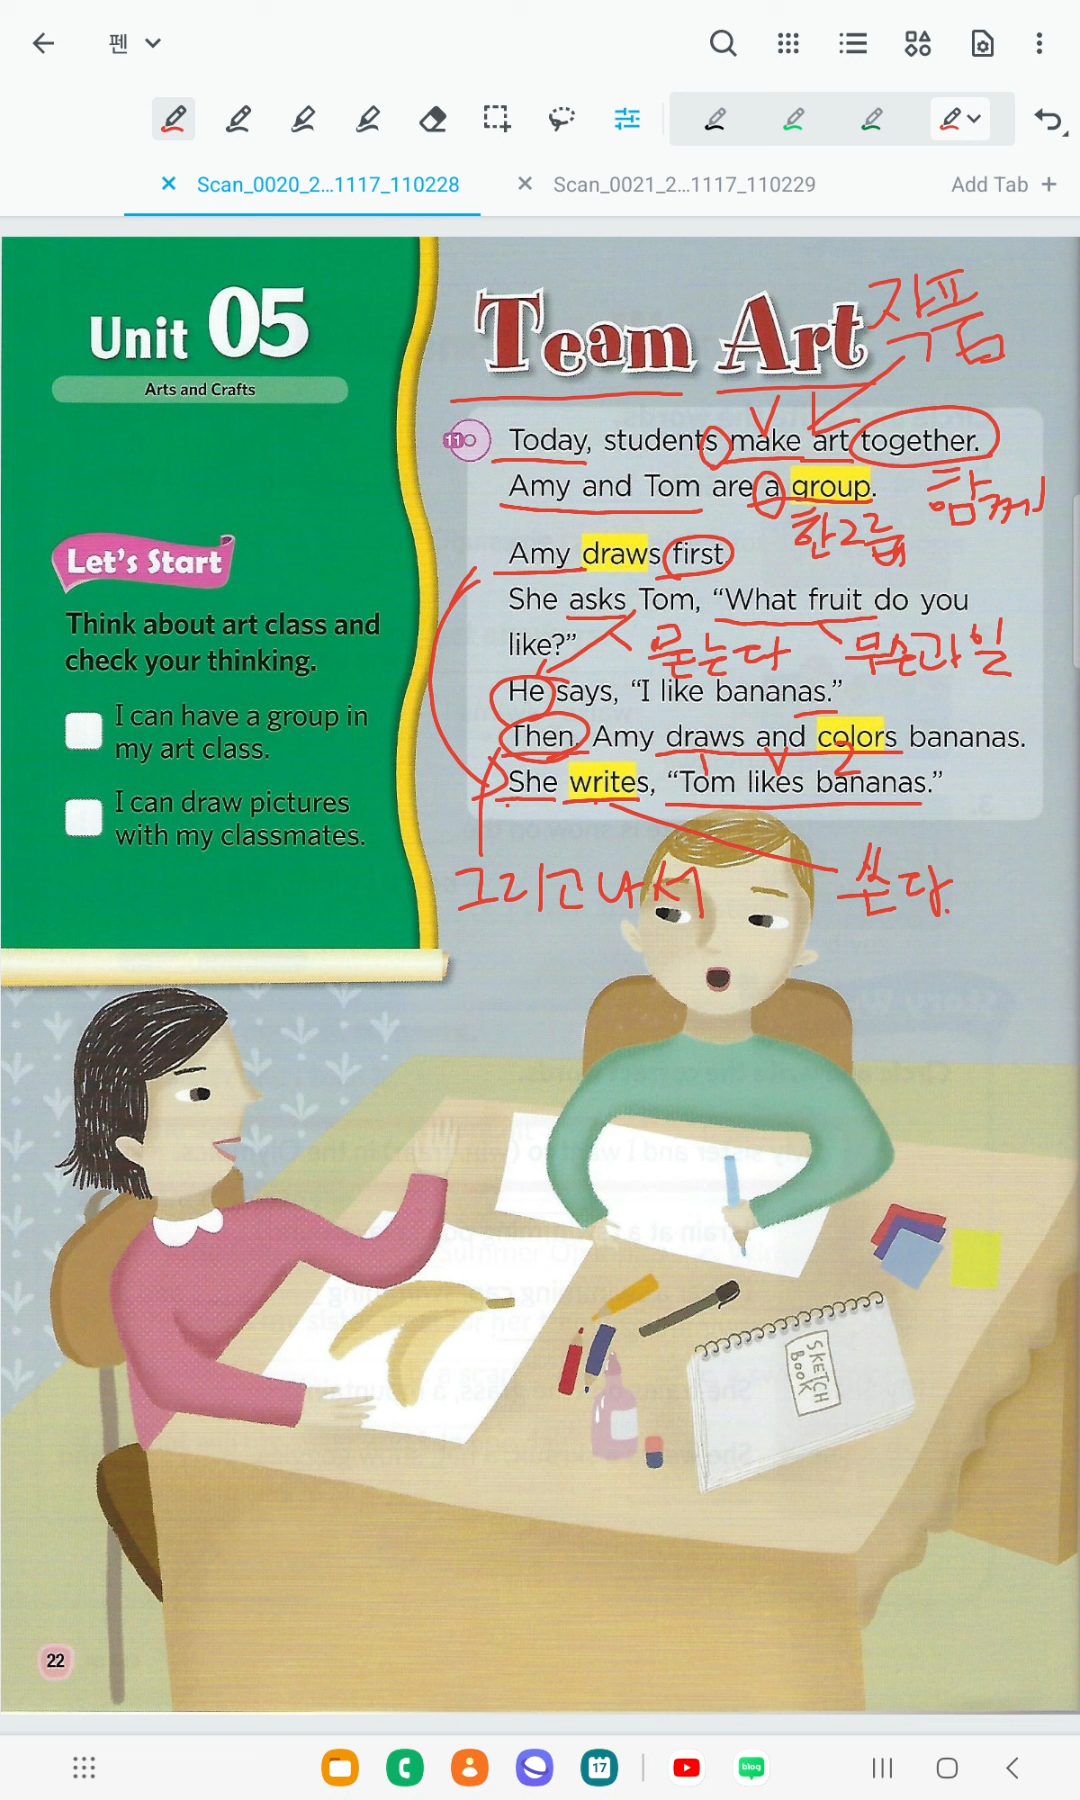 펜
Scan_0020_2...1117_110228
Scan_0021_2...1117_110229
Add Tab +
Unit 05
Arts and Crafts
Team Art
작품
11
Today, students make art together.
Amy and Tom are a group.
함께
한그룹
Amy draws first.
She asks Tom, “What fruit do you
like?”
묻는다
무슨과일
He says, “I like bananas.”
Then, Amy draws and colors bananas.
1 2
She writes, “Tom likes bananas.”
그리고나서
쓴다.
Let's Start
Think about art class and
check your thinking.
I can have a group in
my art class.
I can draw pictures
with my classmates.
SKETCH
BOOK
22
17
blog